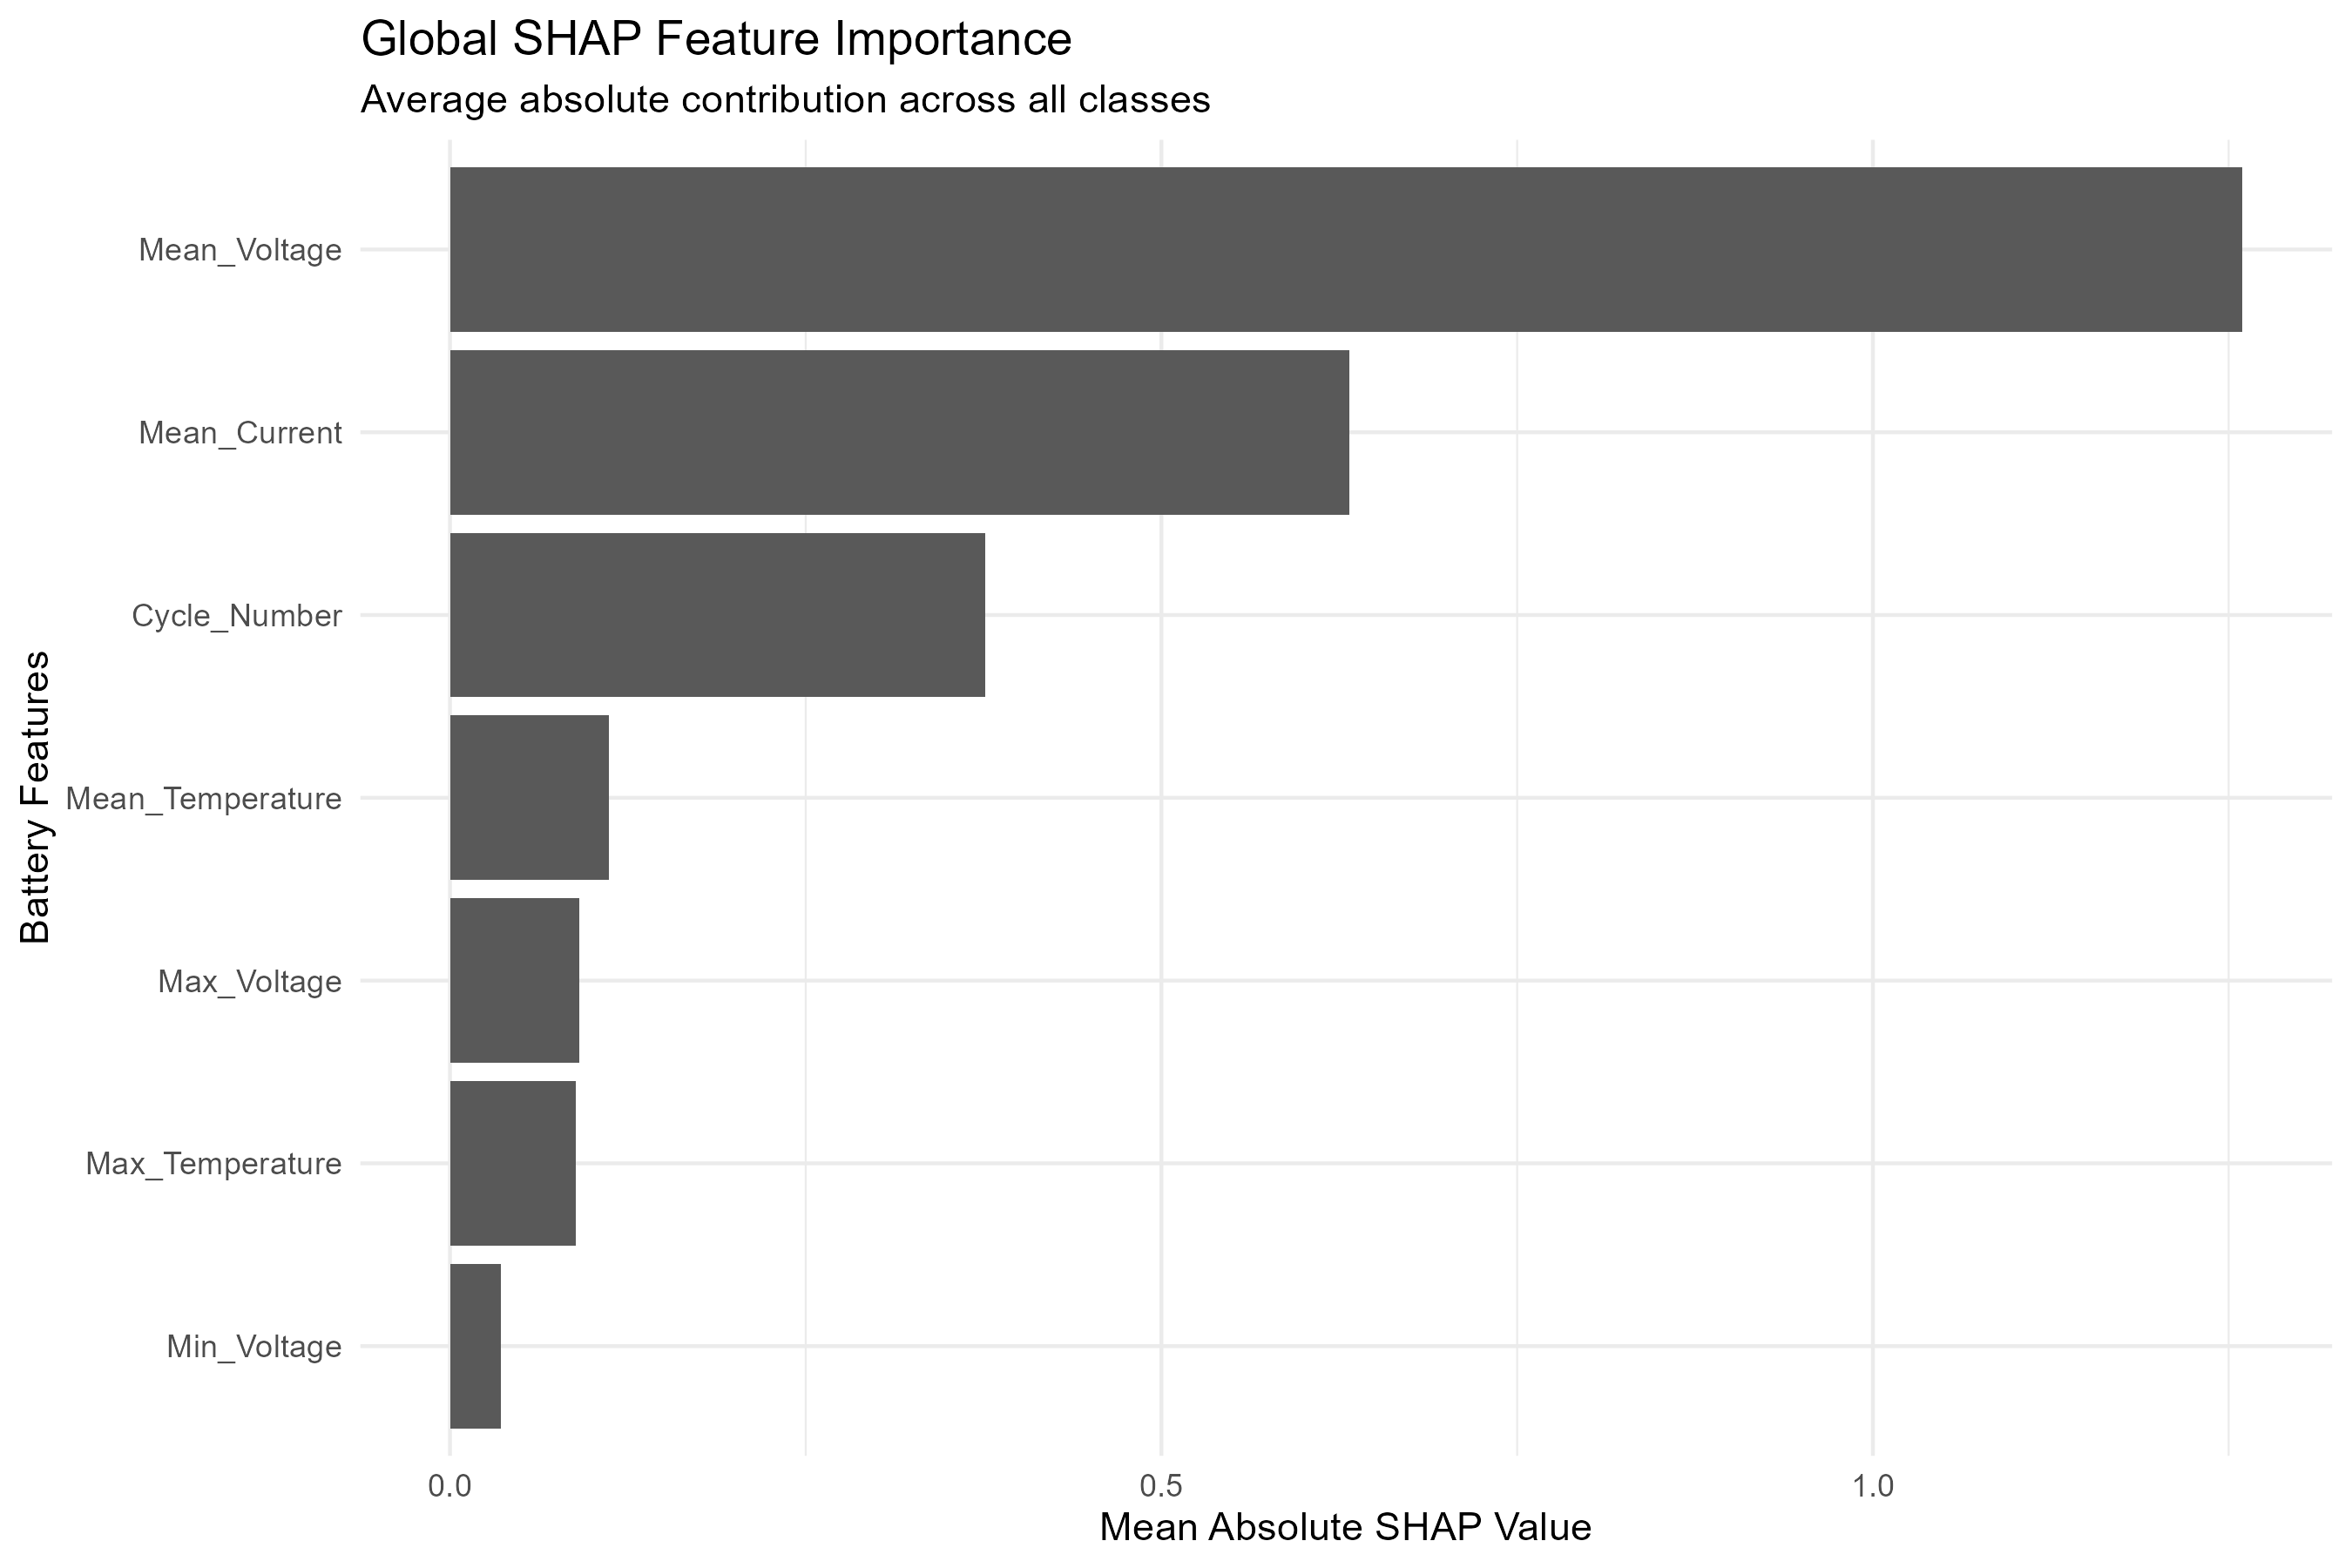 Global SHAP Feature Importance
Average absolute contribution across all classes
Battery Features
Mean_Voltage
Mean_Current
Cycle_Number
Mean_Temperature
Max_Voltage
Max_Temperature
Min_Voltage
0.0 0.5 1.0
Mean Absolute SHAP Value